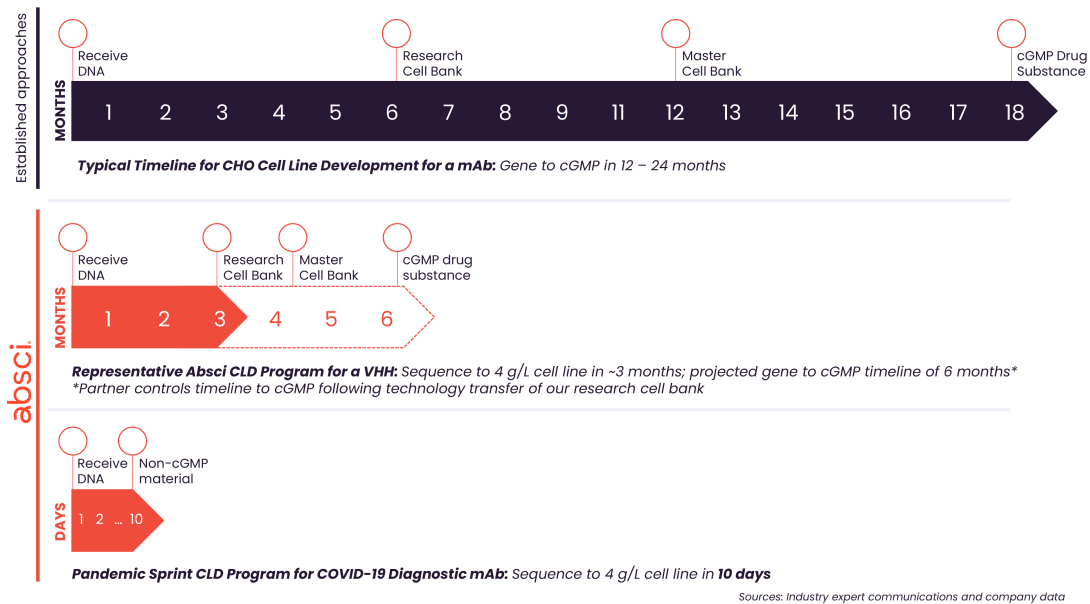 Established approaches
Receive
DNA
Research
Cell Bank
Master
Cell Bank
cGMP Drug
Substance
MONTHS
1 2 3 4 5 6 7 8 9 10 11 12 13 14 15 16 17 18
Typical Timeline for CHO Cell Line Development for a mAb: Gene to cGMP in 12 – 24 months
absci
Receive
DNA
Research
Cell Bank
Master
Cell Bank
cGMP drug
substance
MONTHS
1 2 3 4 5 6
Representative Absci CLD Program for a VHH: Sequence to 4 g/L cell line in ~3 months; projected gene to cGMP timeline of 6 months*
*Partner controls timeline to cGMP following technology transfer of our research cell bank
Receive
DNA
Non-cGMP
material
DAYS
1 2 ... 10
Pandemic Sprint CLD Program for COVID-19 Diagnostic mAb: Sequence to 4 g/L cell line in 10 days
Sources: Industry expert communications and company data